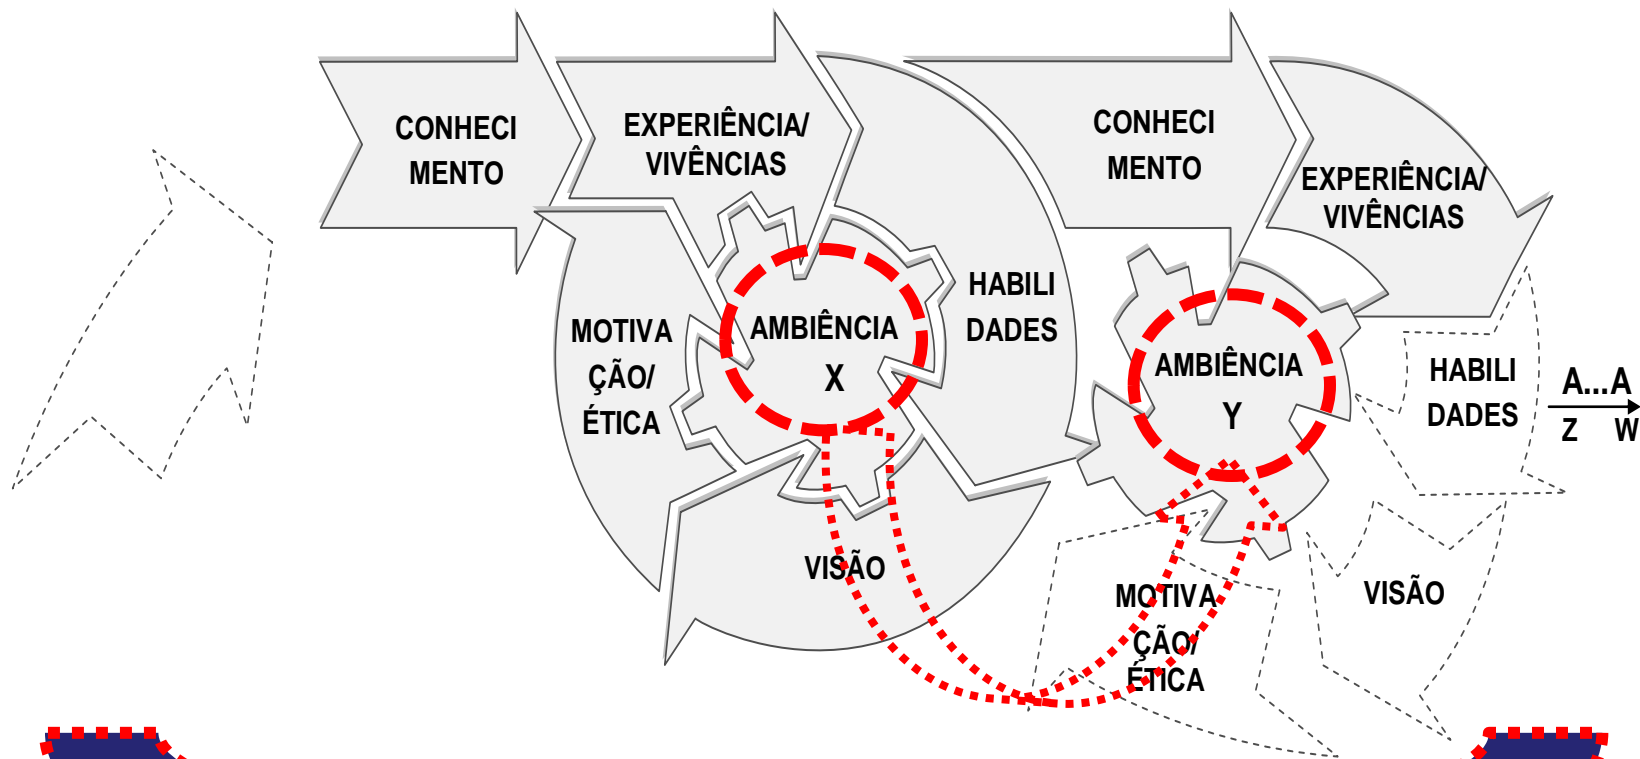 CONHECI
MENTO
EXPERIÊNCIA/
VIVÊNCIAS
HABILI
DADES
MOTIVA
ÇÃO/
ÉTICA
VISÃO
AMBIÊNCIA
X
CONHECI
MENTO
EXPERIÊNCIA/
VIVÊNCIAS
HABILI
DADES
AMBIÊNCIA
Y
MOTIVA
ÇÃO/
ÉTICA
VISÃO
A...A
Z W